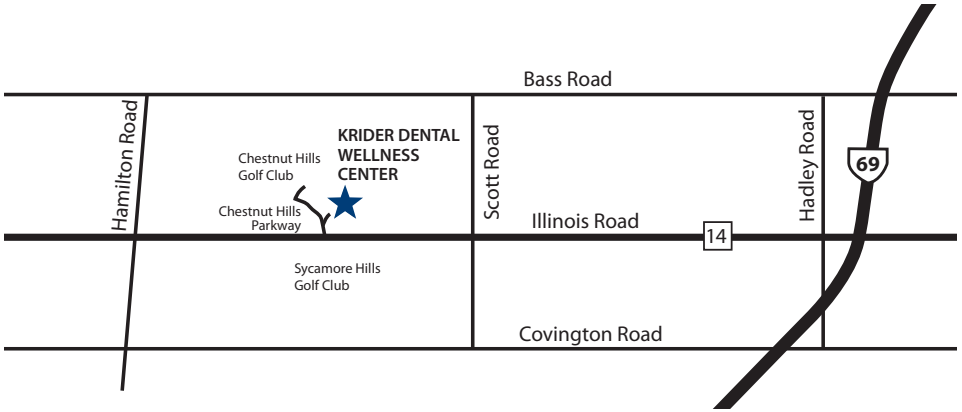 Bass Road
Hamilton Road
KRIDER DENTAL
WELLNESS
CENTER
Chestnut Hills
Golf Club
Chestnut Hills
Parkway
Scott Road
Hadley Road
69
Illinois Road
14
Sycamore Hills
Golf Club
Covington Road